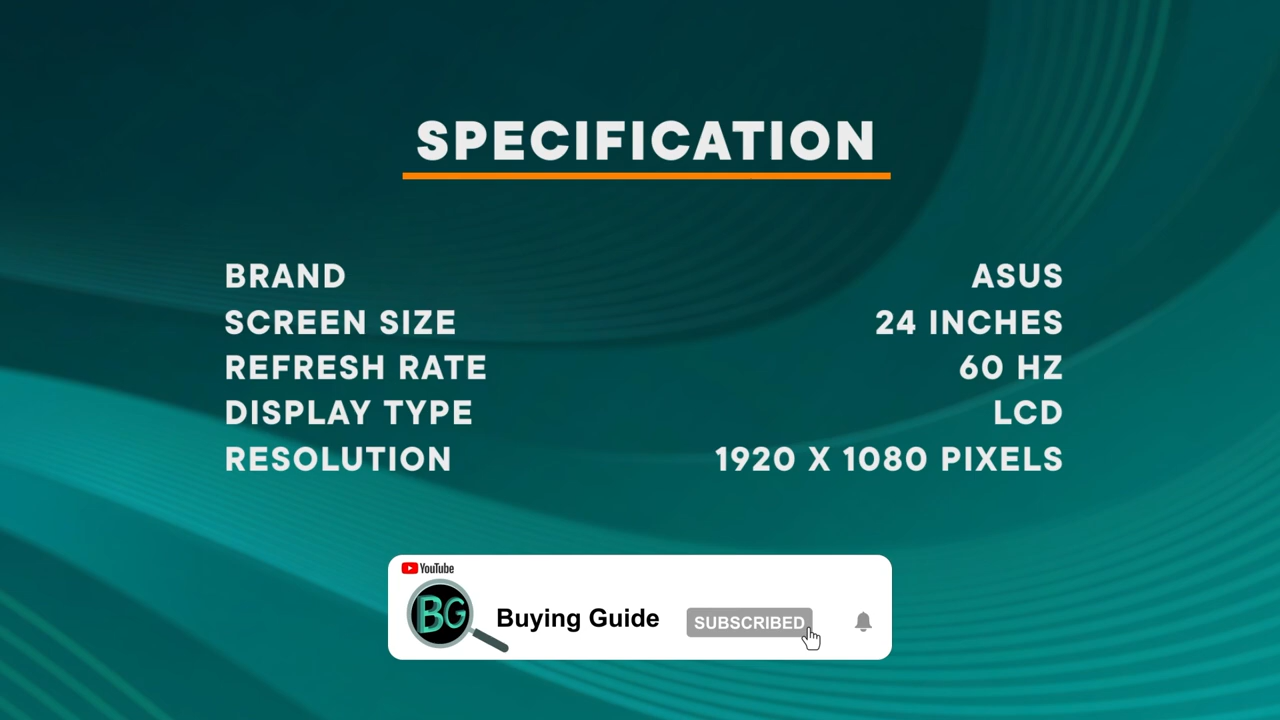 SPECIFICATION
BRAND ASUS
SCREEN SIZE 24 INCHES
REFRESH RATE 60 HZ
DISPLAY TYPE LCD
RESOLUTION 1920 X 1080 PIXELS
YouTube
BG
Buying Guide SUBSCRIBED